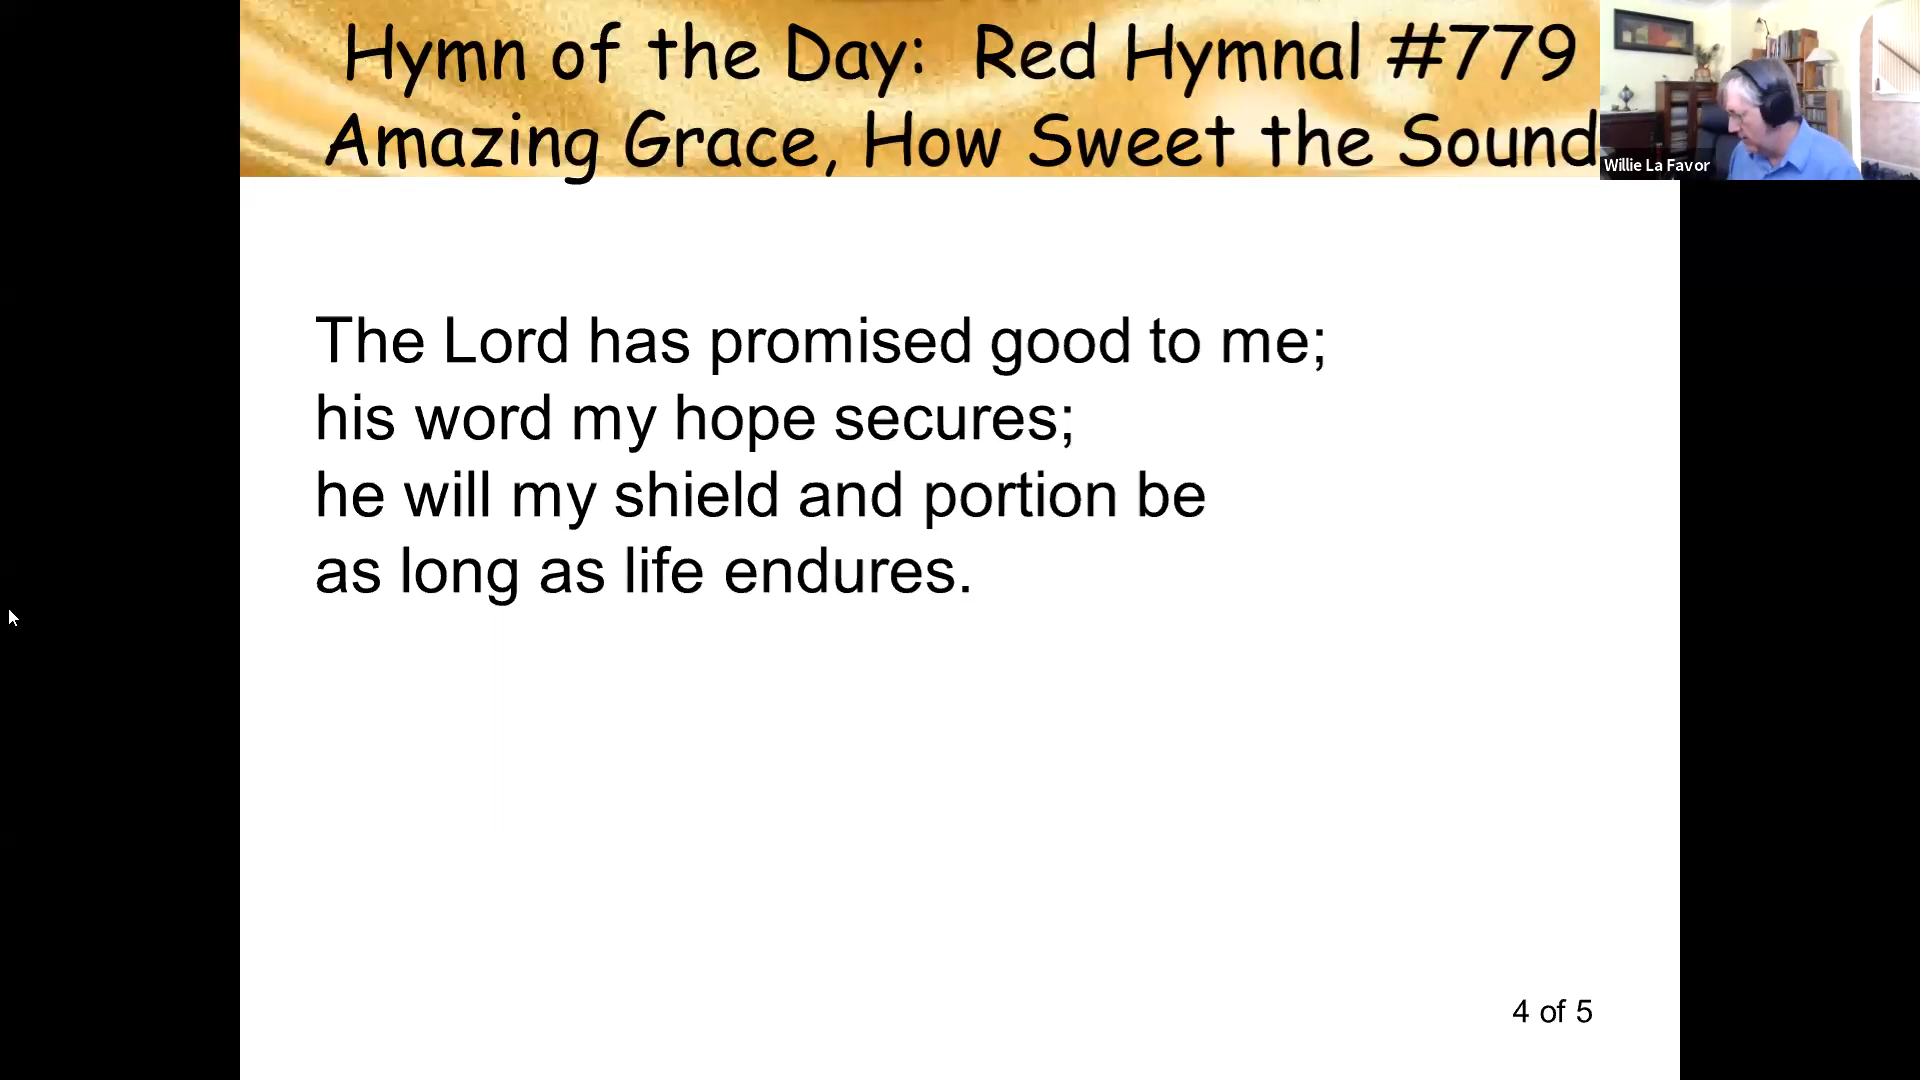 Hymn of the Day: Red Hymnal #779
Amazing Grace, How Sweet the Sound
Willie La Favor
The Lord has promised good to me;
his word my hope secures;
he will my shield and portion be
as long as life endures.
4 of 5